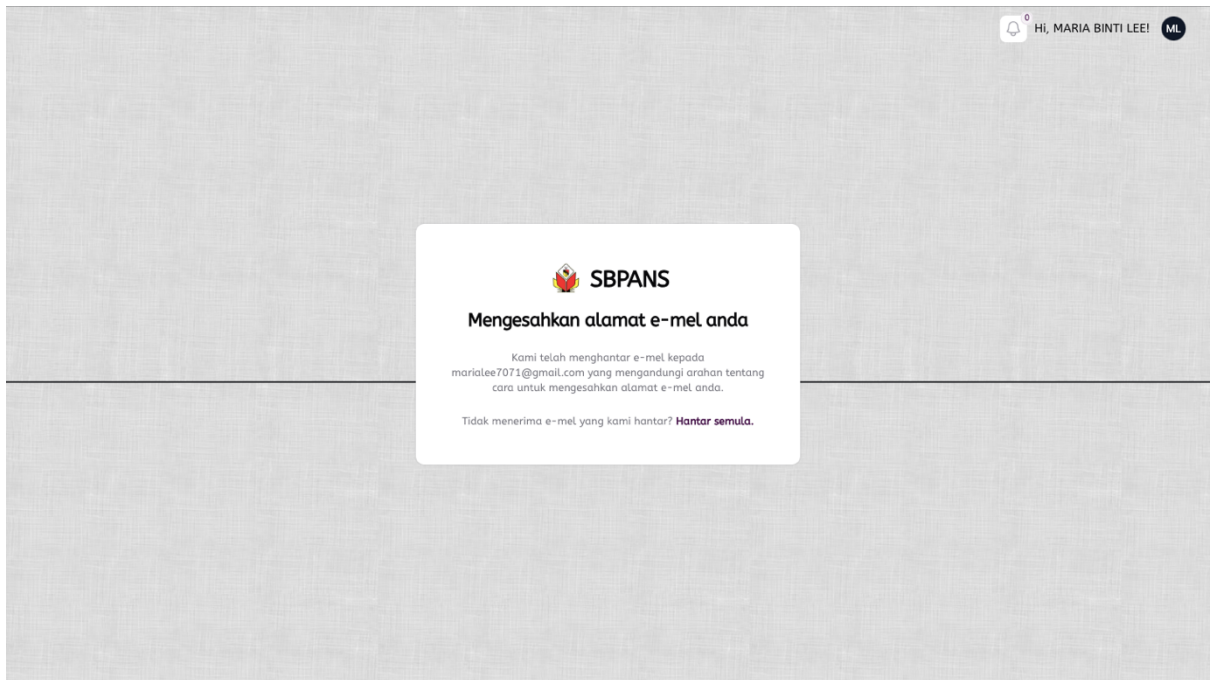 0
Hi, MARIA BINTI LEE!
ML
SBPANS
Mengesahkan alamat e-mel anda
Kami telah menghantar e-mel kepada
marialee7071@gmail.com yang mengandungi arahan tentang
cara untuk mengesahkan alamat e-mel anda.
Tidak menerima e-mel yang kami hantar? Hantar semula.